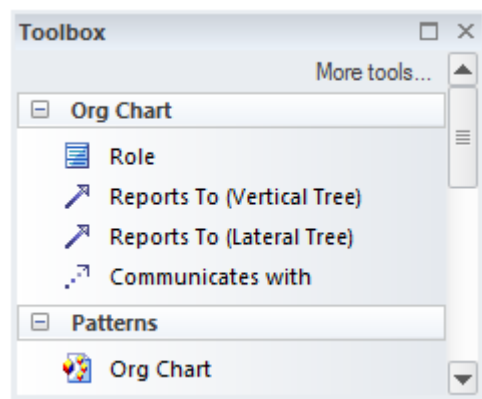 Toolbox
More tools...
Org Chart
Role
Reports To (Vertical Tree)
Reports To (Lateral Tree)
Communicates with
Patterns
Org Chart